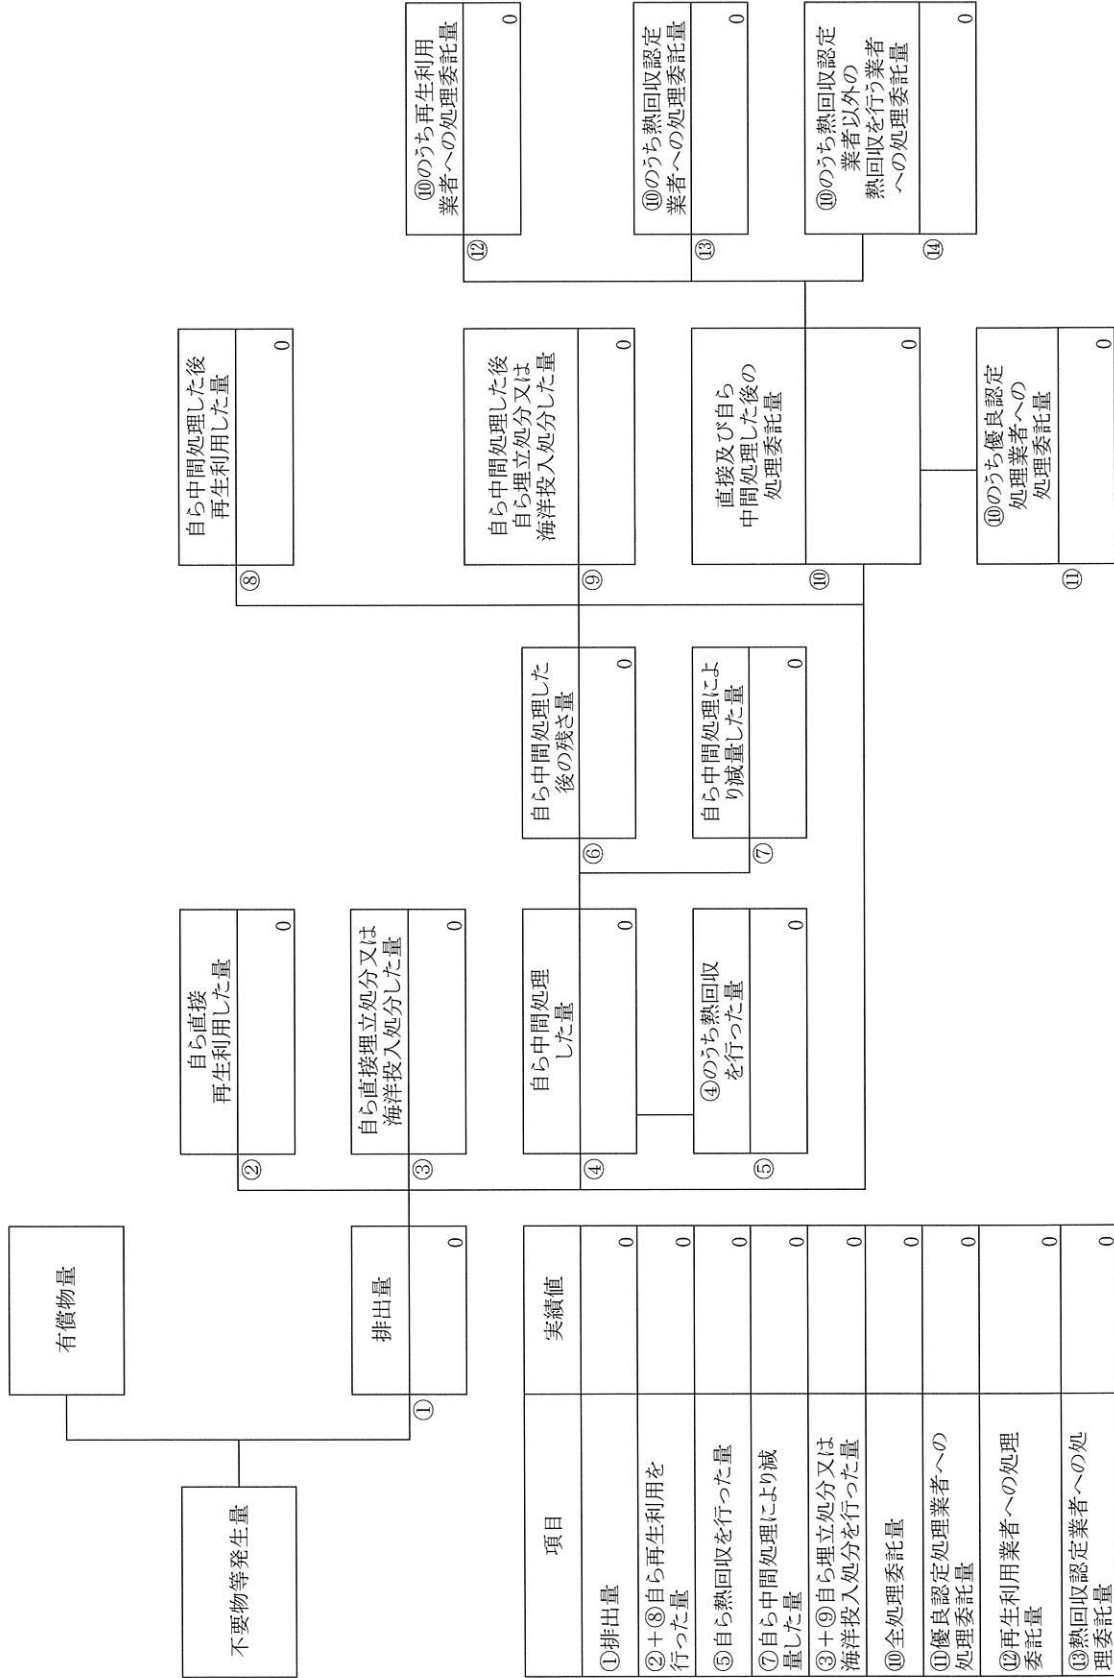 不要物等発生量
有償物量
①
排出量
0
②
自ら直接
再生利用した量
0
③
自ら直接埋立処分又は
海洋投入処分した量
0
④
自ら中間処理
した量
0
⑤
④のうち熱回収
を行った量
0
⑥
自ら中間処理した
後の残さ量
0
⑦
自ら中間処理によ
り減量した量
0
⑧
自ら中間処理した後
再生利用した量
0
⑨
自ら中間処理した後
自ら埋立処分又は
海洋投入処分した量
0
⑩
直接及び自ら
中間処理した後の
処理委託量
0
⑪
⑩のうち優良認定
処理業者への
処理委託量
0
⑫
⑩のうち再生利用
業者への処理委託量
0
⑬
⑩のうち熱回収認定
業者への処理委託量
0
⑭
⑩のうち熱回収認定
業者以外の
熱回収を行う業者
への処理委託量
0
項目 実績値
①排出量 0
②+⑧自ら再生利用を
行った量 0
⑤自ら熱回収を行った量 0
⑦自ら中間処理により減
量した量 0
③+⑨自ら埋立処分又は
海洋投入処分を行った量 0
⑩全処理委託量 0
⑪優良認定処理業者への
処理委託量 0
⑫再生利用業者への処理
委託量 0
⑬熱回収認定業者への処
理委託量 0